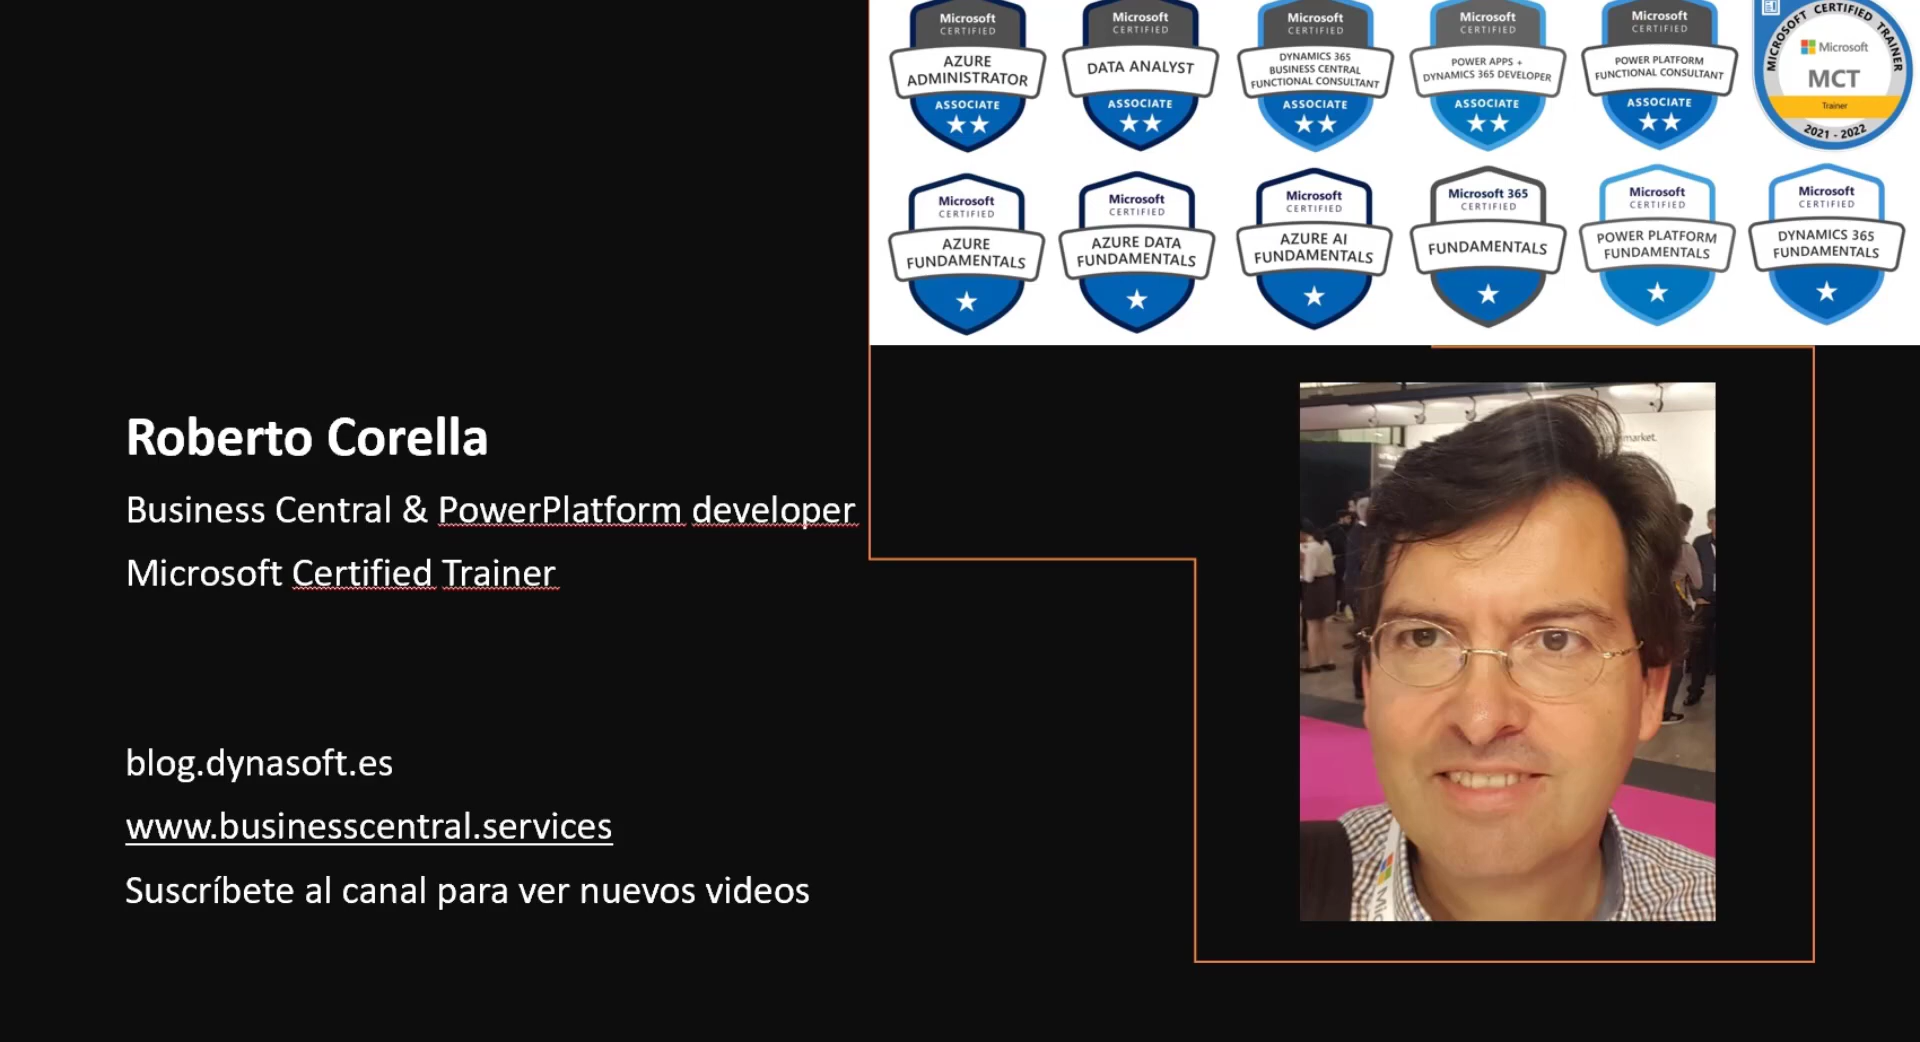 Microsoft
CERTIFIED
AZURE
ADMINISTRATOR
ASSOCIATE
Microsoft
CERTIFIED
DATA ANALYST
ASSOCIATE
Microsoft
CERTIFIED
DYNAMICS 365
BUSINESS CENTRAL
FUNCTIONAL CONSULTANT
ASSOCIATE
Microsoft
CERTIFIED
POWER APPS +
DYNAMICS 365 DEVELOPER
ASSOCIATE
Microsoft
CERTIFIED
POWER PLATFORM
FUNCTIONAL CONSULTANT
ASSOCIATE
MICROSOFT CERTIFIED TRAINER
Microsoft
MCT
Trainer
2021 - 2022
Microsoft
CERTIFIED
AZURE
FUNDAMENTALS
Microsoft
CERTIFIED
AZURE DATA
FUNDAMENTALS
Microsoft
CERTIFIED
AZURE AI
FUNDAMENTALS
Microsoft 365
CERTIFIED
FUNDAMENTALS
Microsoft
CERTIFIED
POWER PLATFORM
FUNDAMENTALS
Microsoft
CERTIFIED
DYNAMICS 365
FUNDAMENTALS
Roberto Corella
Business Central & PowerPlatform developer
Microsoft Certified Trainer
blog.dynasoft.es
www.businesscentral.services
Suscríbete al canal para ver nuevos videos
market.